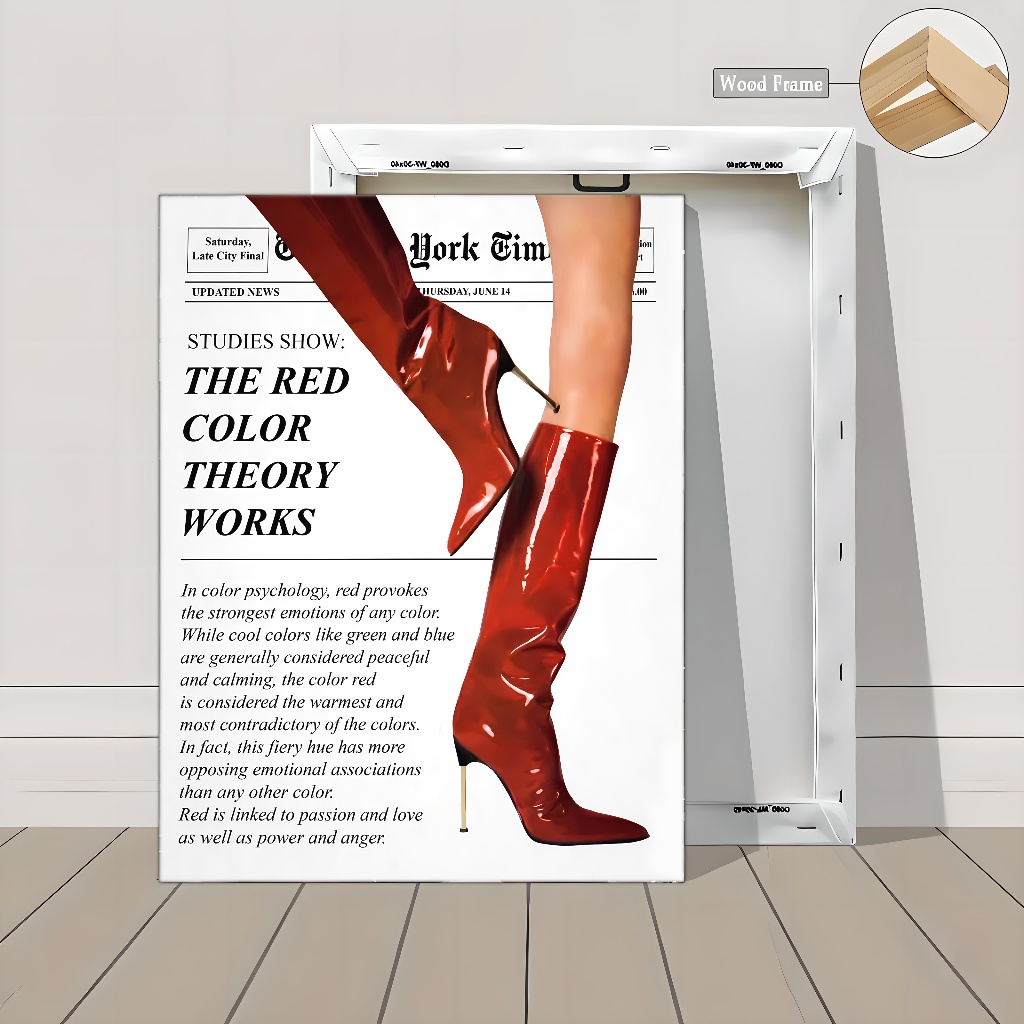 Wood Frame
Saturday,
Late City Final
York Tim
UPDATED NEWS
THURSDAY, JUNE 14
.00
STUDIES SHOW:
THE RED
COLOR
THEORY
WORKS
In color psychology, red provokes
the strongest emotions of any color.
While cool colors like green and blue
are generally considered peaceful
and calming, the color red
is considered the warmest and
most contradictory of the colors.
In fact, this fiery hue has more
opposing emotional associations
than any other color.
Red is linked to passion and love
as well as power and anger.